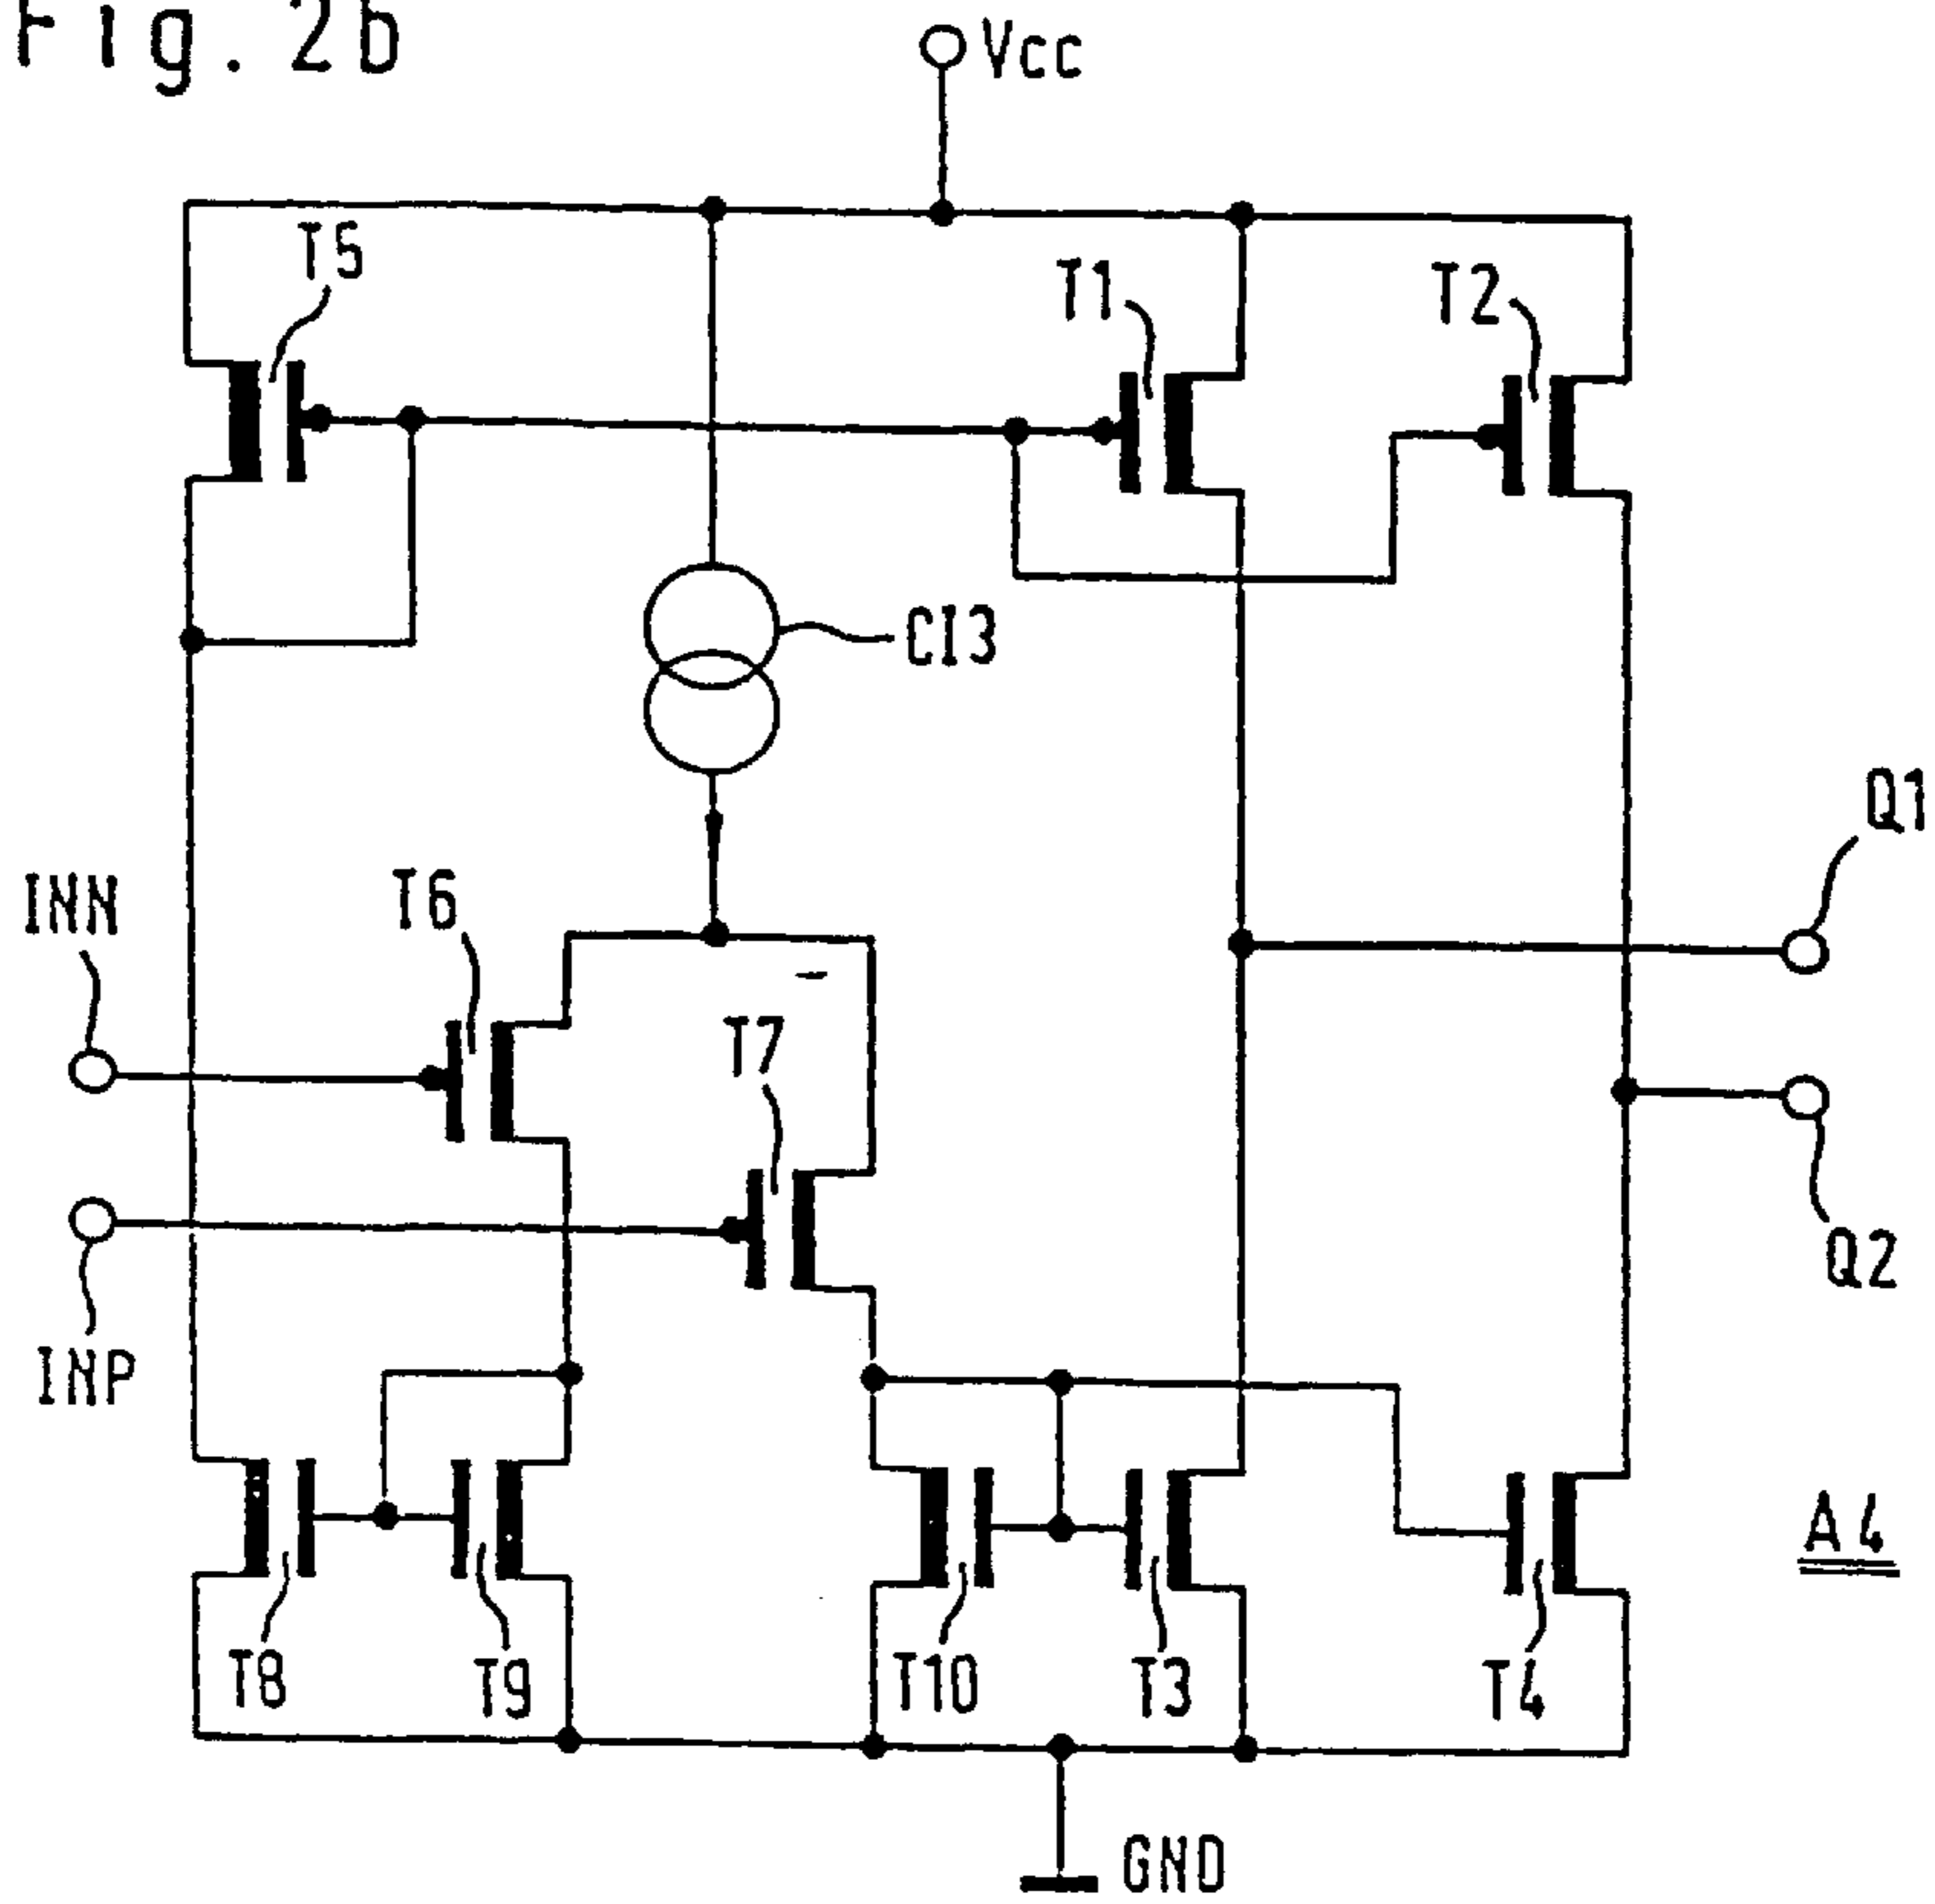 Fig. 2b
Vcc
T5
T1
T2
CI3
Q1
INN
T6
T7
Q2
INP
A4
T8
T9
T10
T3
T4
GND